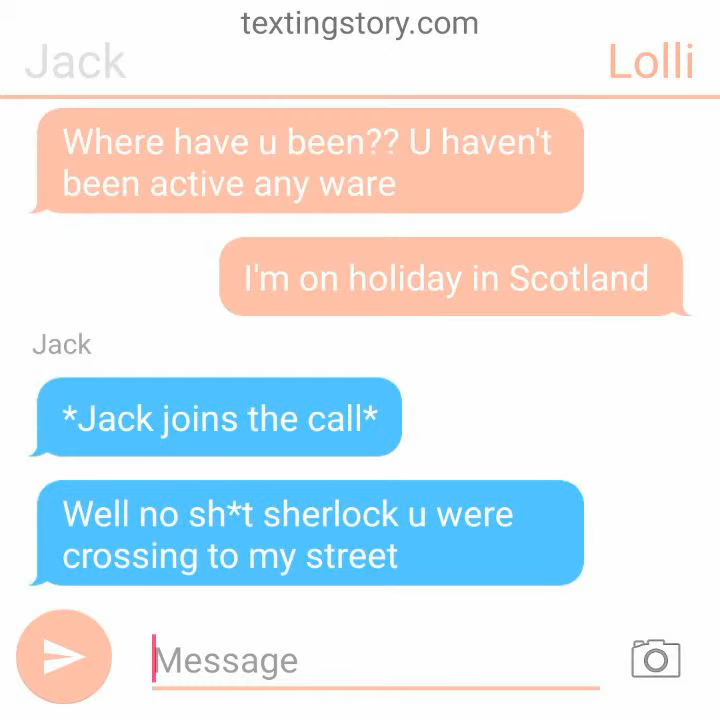 textingstory.com
Jack
Lolli
Where have u been?? U haven't
been active any ware
I'm on holiday in Scotland
Jack
*Jack joins the call*
Well no sh*t sherlock u were
crossing to my street
Message